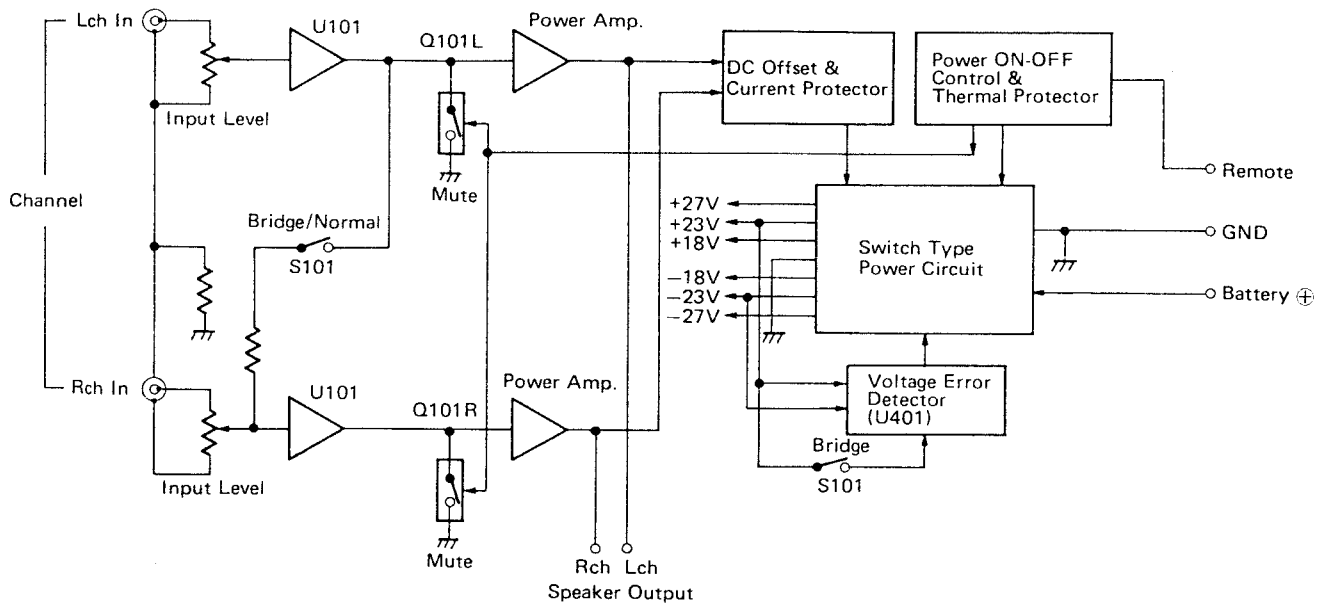 Lch In
U101
Q101L
Power Amp.
DC Offset &
Current Protector
Power ON-OFF
Control &
Thermal Protector
Input Level
Mute
Remote
Channel
Bridge/Normal
S101
+27V
+23V
+18V
−18V
−23V
−27V
Switch Type
Power Circuit
GND
Battery ⊕
Rch In
U101
Q101R
Power Amp.
Voltage Error
Detector
(U401)
Bridge
S101
Input Level
Mute
Rch Lch
Speaker Output